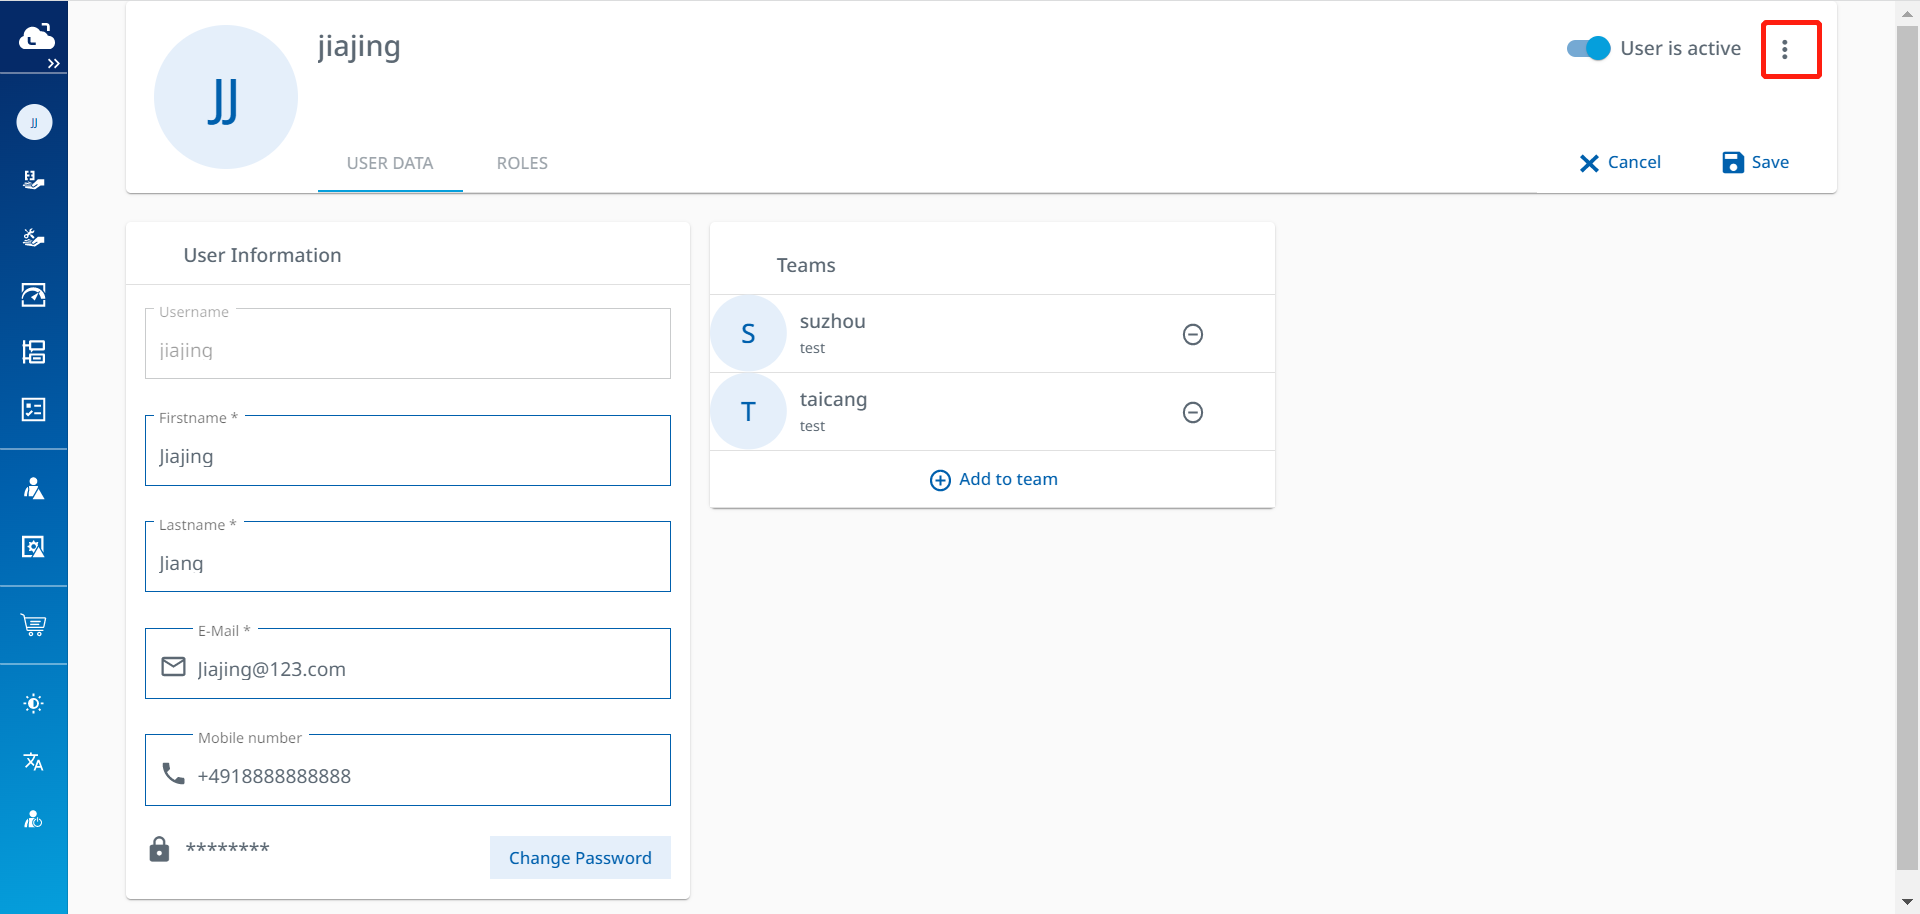 jiajing
JJ
User is active
USER DATA
ROLES
Cancel
Save
JJ
User Information
Username
jiajing
Firstname *
Jiajing
Lastname *
Jiang
E-Mail *
Jiajing@123.com
Mobile number
+4918888888888
********
Change Password
Teams
S
suzhou
test
T
taicang
test
Add to team